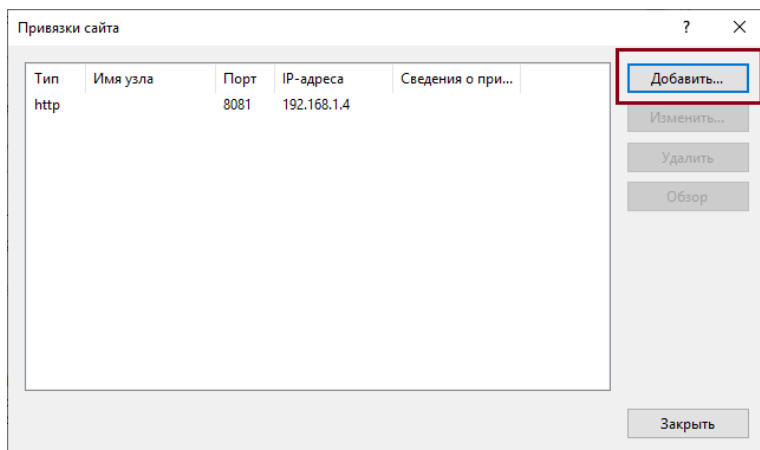 Привязки сайта ?
Тип Имя узла Порт IP-адреса Сведения о при...
http 8081 192.168.1.4
Добавить...
Изменить...
Удалить
Обзор
Закрыть